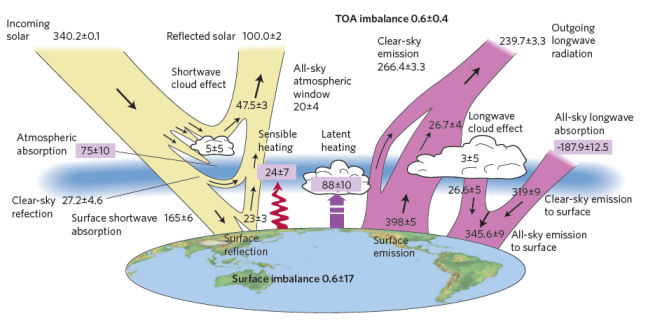 Incoming
solar
340.2±0.1
Reflected solar 100.0±2
TOA imbalance 0.6±0.4
239.7±3.3
Outgoing
longwave
radiation
Clear-sky
emission
266.4±3.3
Shortwave
cloud effect
47.5±3
All-sky
atmospheric
window
20±4
26.7±4
Longwave
cloud effect
All-sky longwave
absorption
-187.9±12.5
Atmospheric
absorption
75±10
5±5
Sensible
heating
24±7
Latent
heating
88±10
3±5
Clear-sky
refection
27.2±4.6
26.6±5
319±9
Clear-sky emission
to surface
Surface shortwave
absorption
165±6
23±3
398±5
345.6±9
All-sky emission
to surface
Surface
reflection
Surface
emission
Surface imbalance 0.6±17